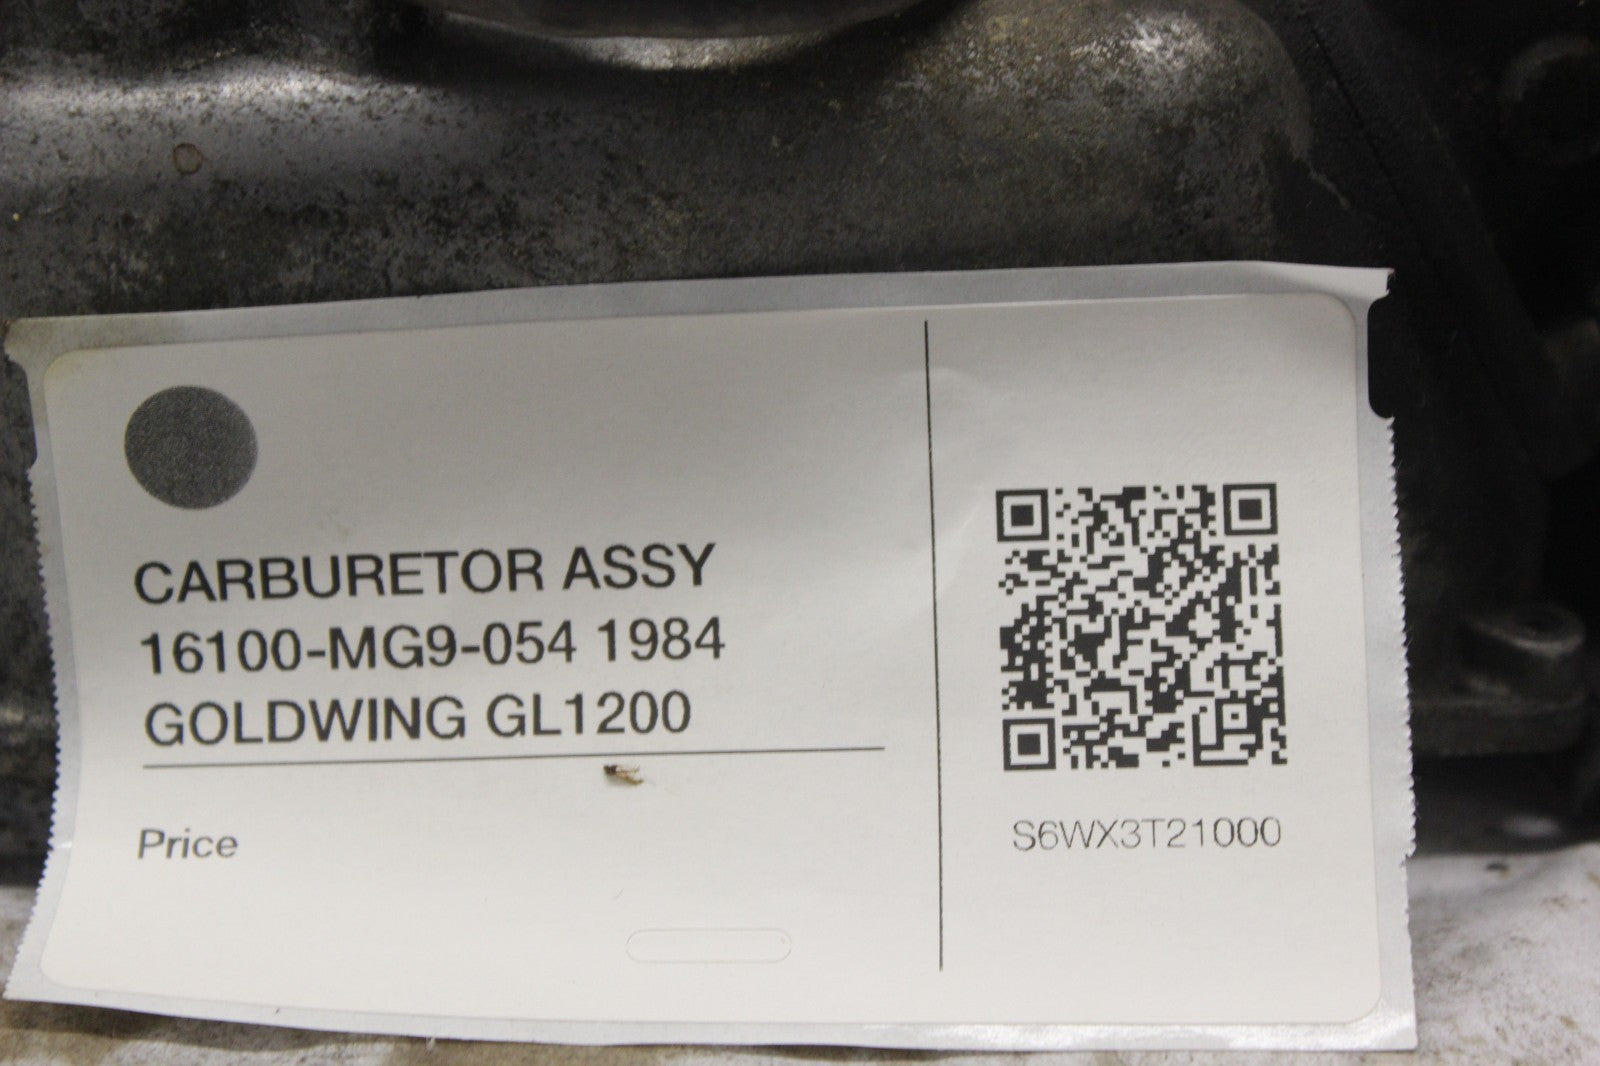 CARBURETOR ASSY
16100-MG9-054 1984
GOLDWING GL1200
Price
S6WX3T21000